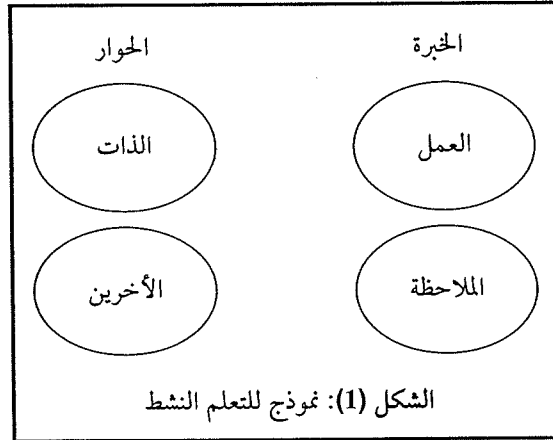 الخبرة الحوار
العمل الذات
الملاحظة الأخرين
الشكل (1): نموذج للتعلم النشط